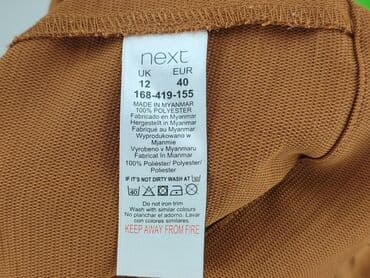 next
UK EUR
12 40
168-419-155
MADE IN MYANMAR
100% POLYESTER
Fabricado en Myanmar
Hergestellt in Myanmar
Fabriqué au Myanmar
Wyprodukowano w
Mjanmie
Vyrobeno v Myanmaru
Fabricat în Mianmar
100% Poliéster/ Polyester/
Poliester
IF IT'S NOT DIRTY WASH AT 30
40
Do not iron trim
Wash with similar colours
No planchar el adorno. Lavar
con colores similares.
KEEP AWAY FROM FIRE